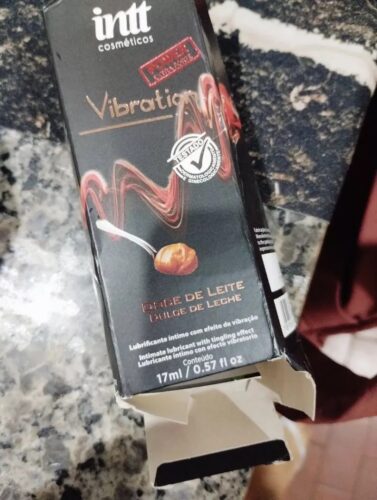 intt
cosméticos
Vibration
TESTADO
DERMATOLOGICAMENTE
GINECOLOGICAMENTE
DOCE DE LEITE
DULCE DE LECHE
Lubrificante íntimo com efeito de vibração
Intimate lubricant with tingling effect
Lubricante íntimo con efecto vibratorio
Conteúdo
17ml / 0.57 fl oz